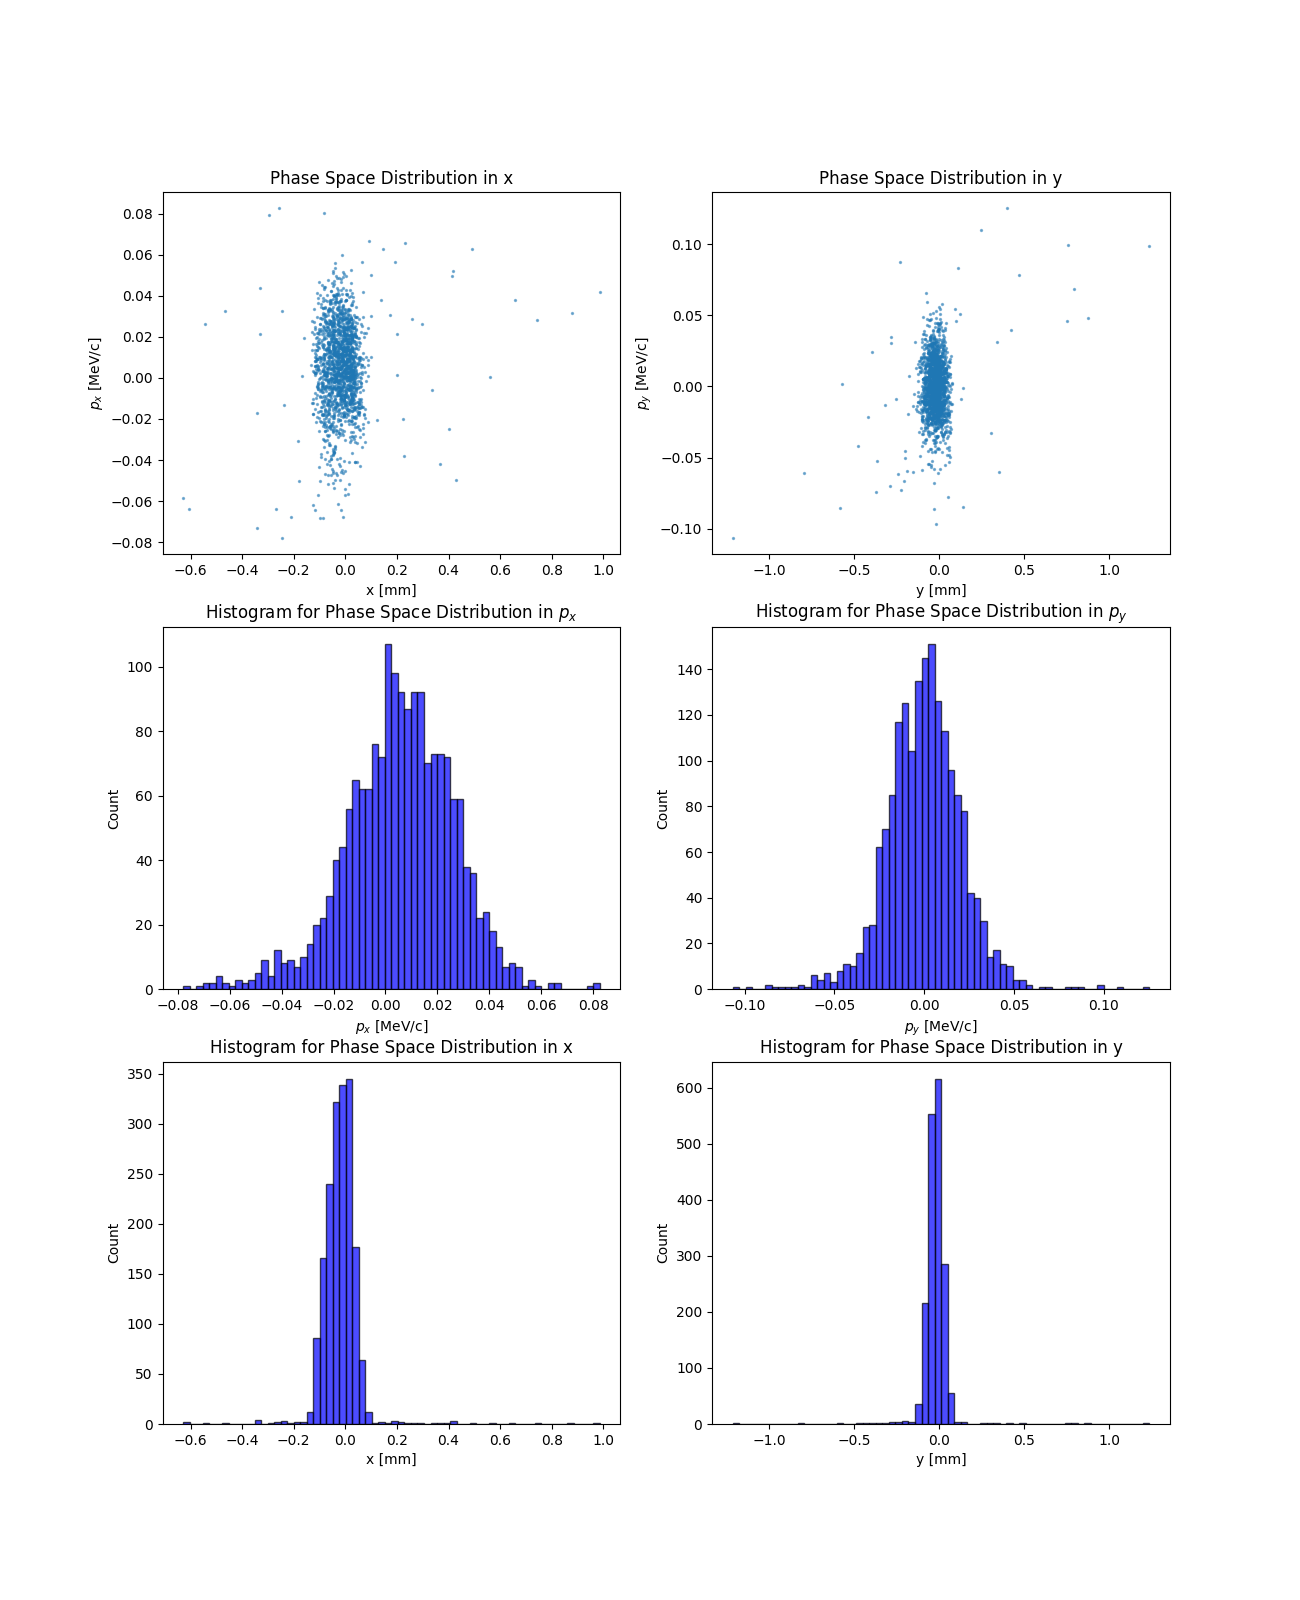 Phase Space Distribution in x
0.08
0.06
0.04
0.02
0.00
−0.02
−0.04
−0.06
−0.08
pₓ [MeV/c]
−0.6 −0.4 −0.2 0.0 0.2 0.4 0.6 0.8 1.0
x [mm]
Phase Space Distribution in y
0.10
0.05
0.00
−0.05
−0.10
p_y [MeV/c]
−1.0 −0.5 0.0 0.5 1.0
y [mm]
Histogram for Phase Space Distribution in pₓ
100
80
60
40
20
0
Count
−0.08 −0.06 −0.04 −0.02 0.00 0.02 0.04 0.06 0.08
pₓ [MeV/c]
Histogram for Phase Space Distribution in p_y
140
120
100
80
60
40
20
0
Count
−0.10 −0.05 0.00 0.05 0.10
p_y [MeV/c]
Histogram for Phase Space Distribution in x
350
300
250
200
150
100
50
0
Count
−0.6 −0.4 −0.2 0.0 0.2 0.4 0.6 0.8 1.0
x [mm]
Histogram for Phase Space Distribution in y
600
500
400
300
200
100
0
Count
−1.0 −0.5 0.0 0.5 1.0
y [mm]